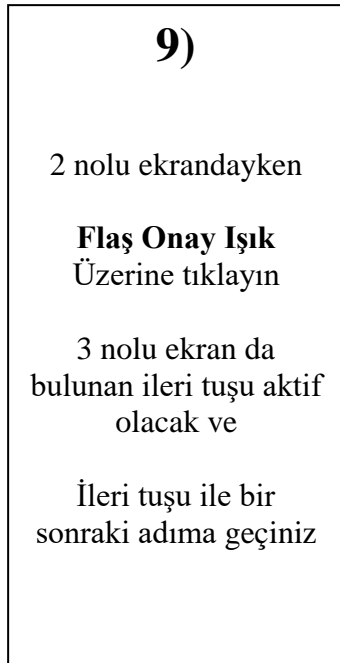 9)
2 nolu ekrandayken
Flaş Onay Işık
Üzerine tıklayın
3 nolu ekran da
bulunan ileri tuşu aktif
olacak ve
İleri tuşu ile bir
sonraki adıma geçiniz